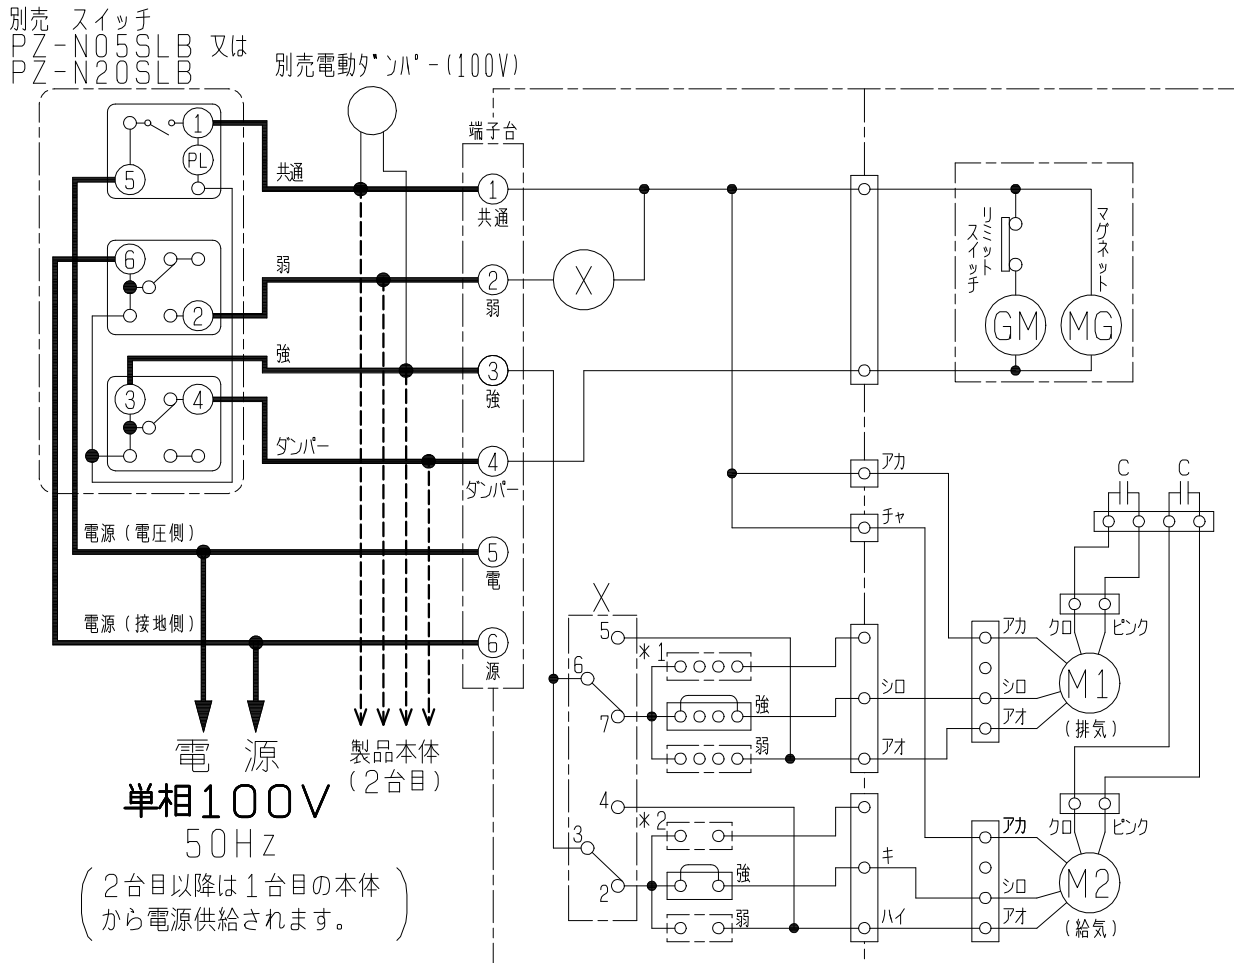 別売 スイッチ
PZ-N05SLB 又は
PZ-N20SLB
別売電動ダンパー(100V)
端子台
1
PL
5
共通
1
共通
リミット
スイッチ
マグネット
6
弱
2
弱
X
2
GM
MG
強
3
強
3
4
ダンパー
4
ダンパー
アカ
C
C
チャ
電源(電圧側)
5
電
電源(接地側)
6
源
X
5
*1
6
7
強
弱
シロ
アオ
アカ
シロ
アオ
クロ
ピンク
M1
(排気)
電 源
製品本体
(2台目)
単相100V
50Hz
(2台目以降は1台目の本体
から電源供給されます。)
4
*2
3
2
強
弱
キ
ハイ
アカ
シロ
アオ
クロ
ピンク
M2
(給気)